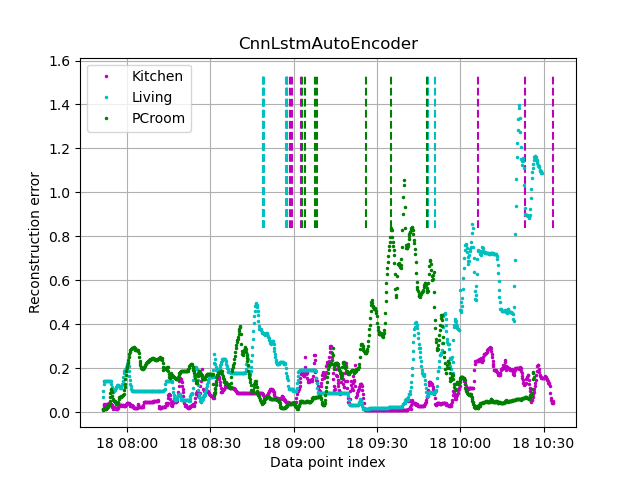 CnnLstmAutoEncoder
1.6
1.4
1.2
1.0
0.8
0.6
0.4
0.2
0.0
Reconstruction error
Kitchen
Living
PCroom
18 08:00 18 08:30 18 09:00 18 09:30 18 10:00 18 10:30
Data point index